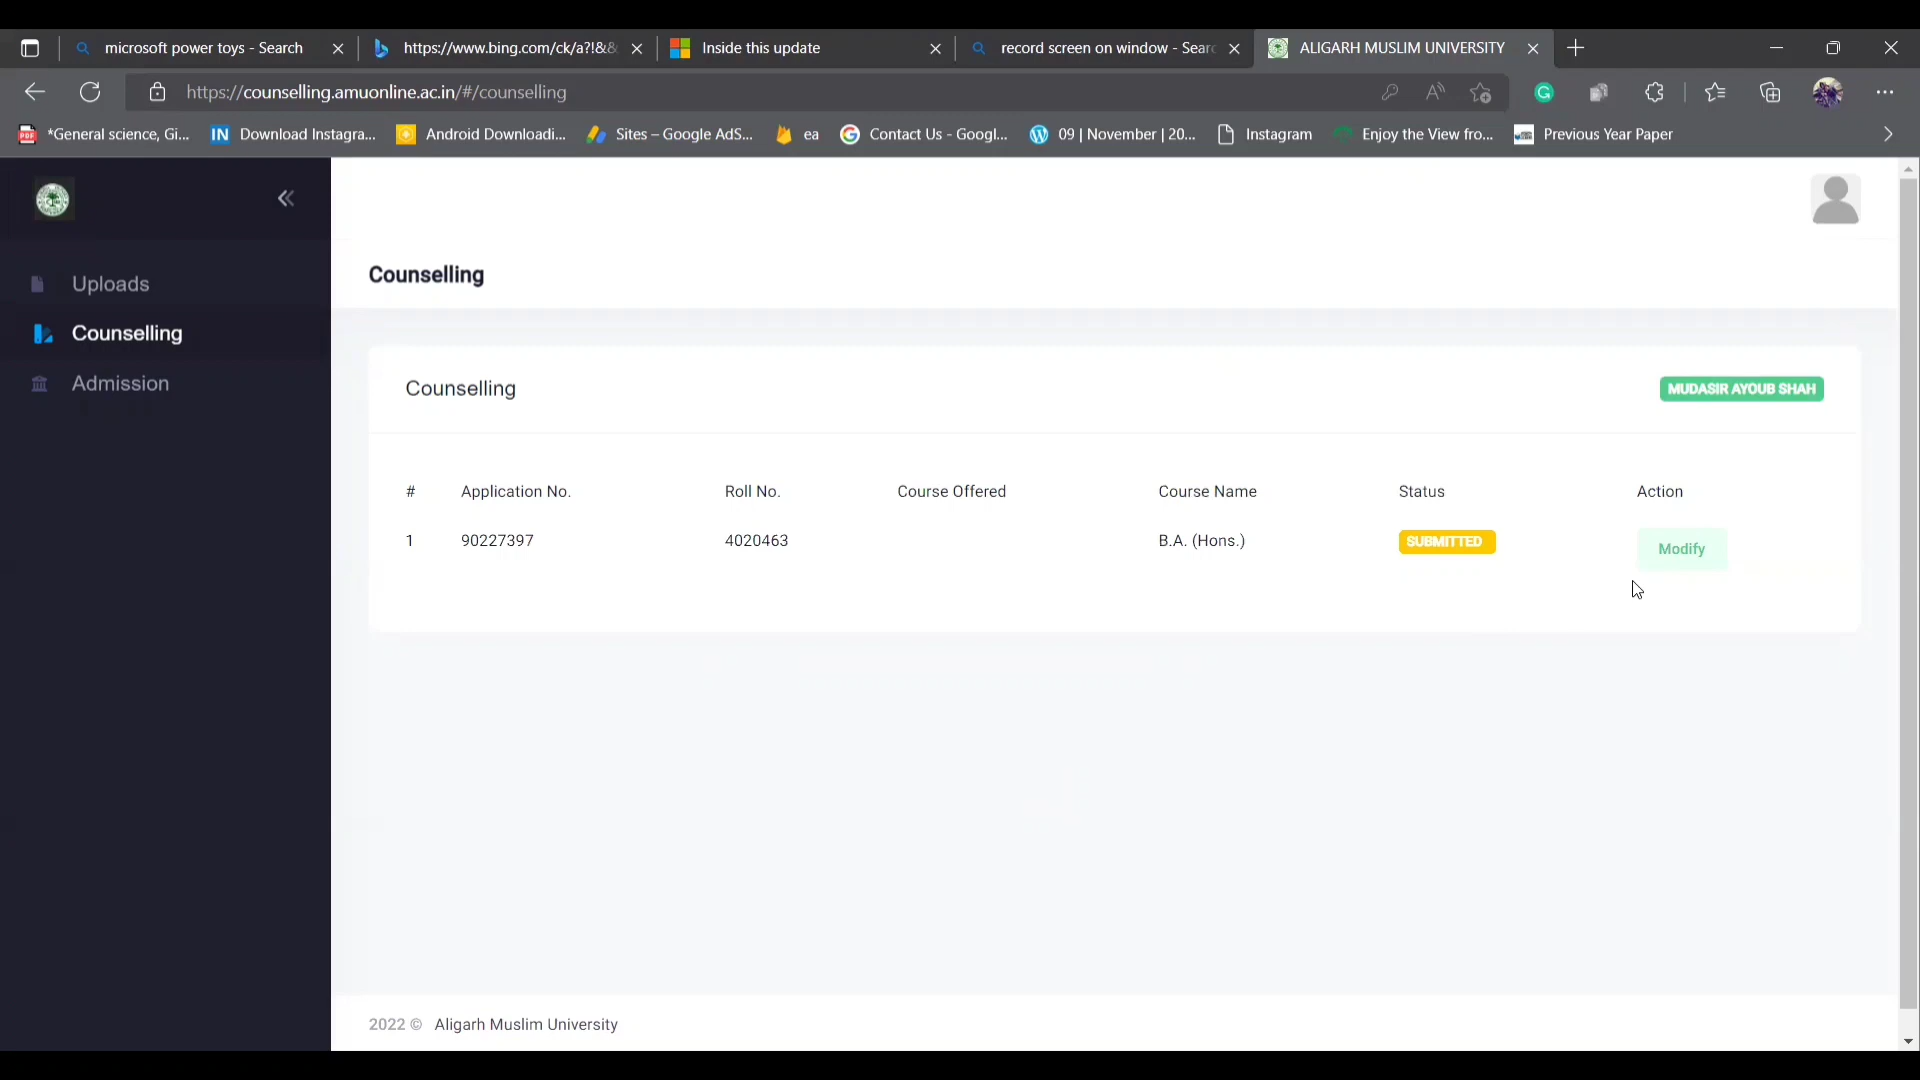 microsoft power toys - Search
https://www.bing.com/ck/a?!&&
Inside this update
record screen on window - Searc
ALIGARH MUSLIM UNIVERSITY
https://counselling.amuonline.ac.in/#/counselling
*General science, Gi...
Download Instagra...
Android Downloadi...
Sites – Google AdS...
ea
Contact Us - Googl...
09 | November | 20...
Instagram
Enjoy the View fro...
Previous Year Paper
Uploads
Counselling
Admission
Counselling
Counselling
MUDASIR AYOUB SHAH
# Application No. Roll No. Course Offered Course Name Status Action
1 90227397 4020463 B.A. (Hons.) SUBMITTED Modify
2022 © Aligarh Muslim University